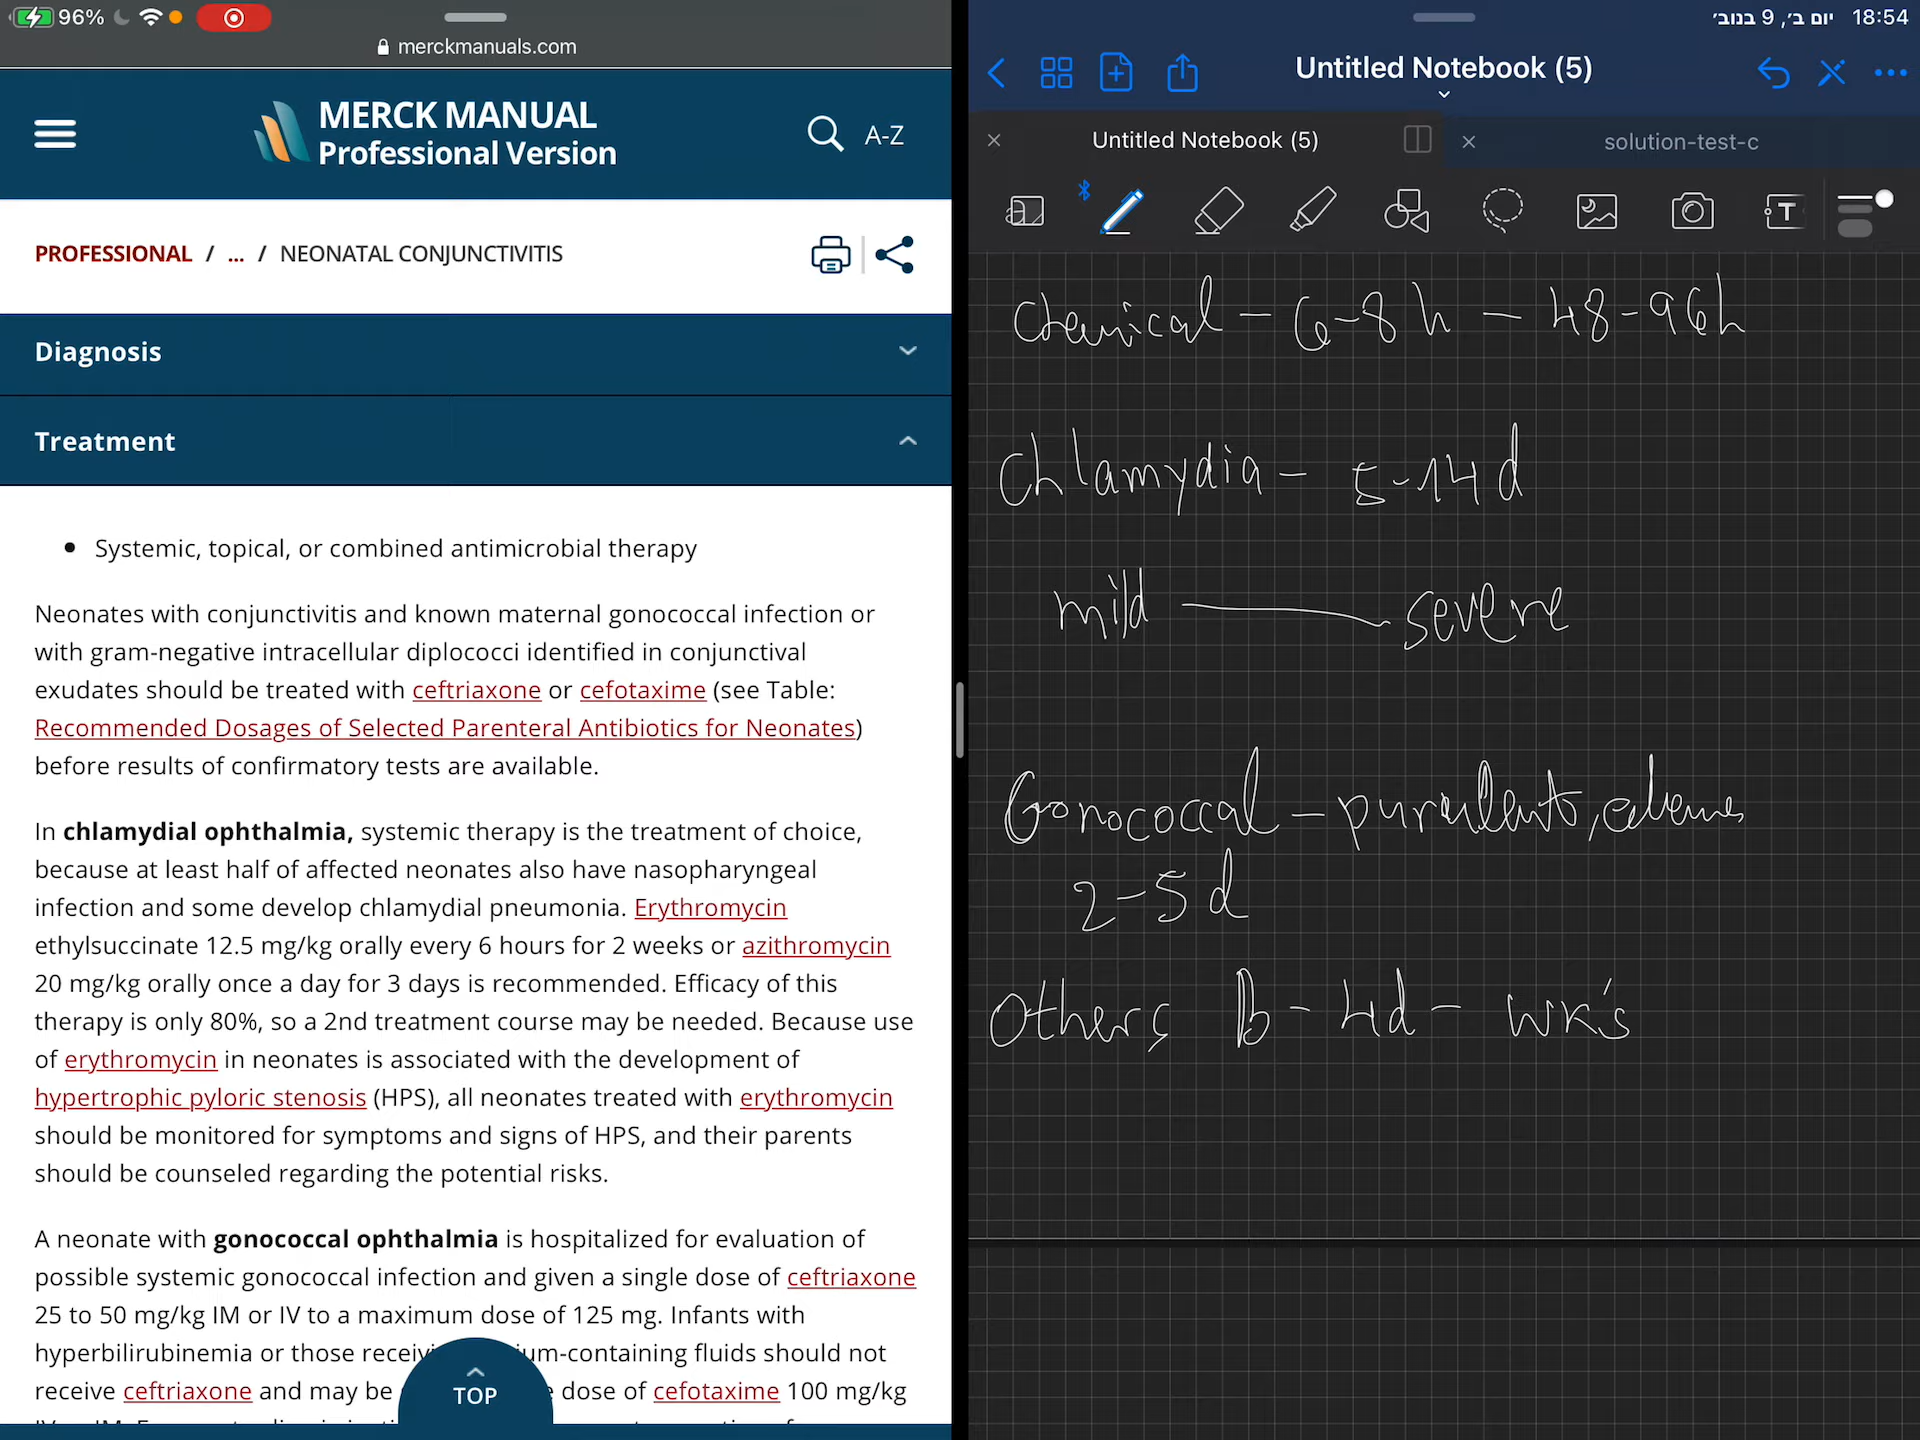 96%
merckmanuals.com
MERCK MANUAL
Professional Version
A-Z
PROFESSIONAL / ... / NEONATAL CONJUNCTIVITIS
Diagnosis
Treatment
• Systemic, topical, or combined antimicrobial therapy
Neonates with conjunctivitis and known maternal gonococcal infection or
with gram-negative intracellular diplococci identified in conjunctival
exudates should be treated with ceftriaxone or cefotaxime (see Table:
Recommended Dosages of Selected Parenteral Antibiotics for Neonates)
before results of confirmatory tests are available.
In chlamydial ophthalmia, systemic therapy is the treatment of choice,
because at least half of affected neonates also have nasopharyngeal
infection and some develop chlamydial pneumonia. Erythromycin
ethylsuccinate 12.5 mg/kg orally every 6 hours for 2 weeks or azithromycin
20 mg/kg orally once a day for 3 days is recommended. Efficacy of this
therapy is only 80%, so a 2nd treatment course may be needed. Because use
of erythromycin in neonates is associated with the development of
hypertrophic pyloric stenosis (HPS), all neonates treated with erythromycin
should be monitored for symptoms and signs of HPS, and their parents
should be counseled regarding the potential risks.
A neonate with gonococcal ophthalmia is hospitalized for evaluation of
possible systemic gonococcal infection and given a single dose of ceftriaxone
25 to 50 mg/kg IM or IV to a maximum dose of 125 mg. Infants with
hyperbilirubinemia or those receiv um-containing fluids should not
receive ceftriaxone and may be dose of cefotaxime 100 mg/kg
TOP
יום ב׳, 9 בנוב׳ 18:54
Untitled Notebook (5)
Untitled Notebook (5)
solution-test-c
Chemical - 6-8 h - 48-96h
Chlamydia - 5-14 d
mild — severe
Gonococcal - purulent, edema
2-5 d
Others B - 4d - wk's